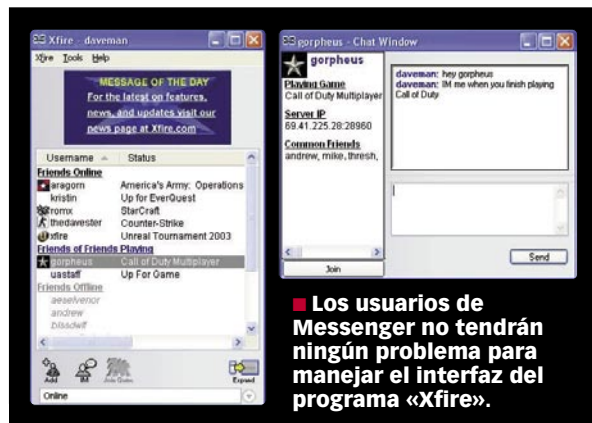 Xfire - daveman
Xfire Tools Help
MESSAGE OF THE DAY
For the latest on features,
news, and updates visit our
news page at Xfire.com
Username Status
Friends Online
aragorn America's Army: Operations
kristin Up for EverQuest
romx StarCraft
thedavester Counter-Strike
xfire Unreal Tournament 2003
Friends of Friends Playing
gorpheus Call of Duty Multiplayer
uastaff Up For Game
Friends Offline
aeselvenor
andrew
blssdwlf
Add IM Join Game Expand
Online
gorpheus - Chat Window
gorpheus
Playing Game
Call of Duty Multiplayer
Server IP
69.41.225.28:28960
Common Friends
andrew, mike, thresh,
Join
daveman: hey gorpheus
daveman: IM me when you finish playing
Call of Duty
Send
Los usuarios de
Messenger no tendrán
ningún problema para
manejar el interfaz del
programa «Xfire».